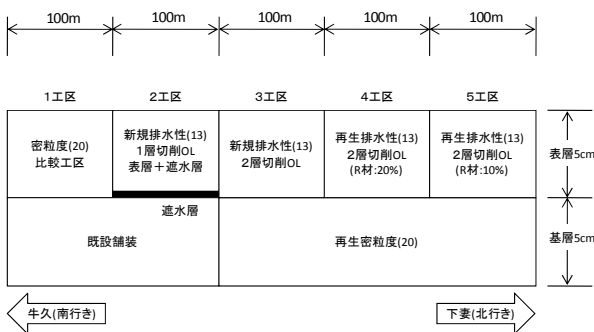 100m 100m 100m 100m 100m
1工区 2工区 3工区 4工区 5工区
密粒度(20)
比較工区
新規排水性(13)
1層切削OL
表層＋遮水層
新規排水性(13)
2層切削OL
再生排水性(13)
2層切削OL
(R材:20%)
再生排水性(13)
2層切削OL
(R材:10%)
表層5cm
遮水層
既設舗装
再生密粒度(20)
基層5cm
牛久(南行き)
下妻(北行き)